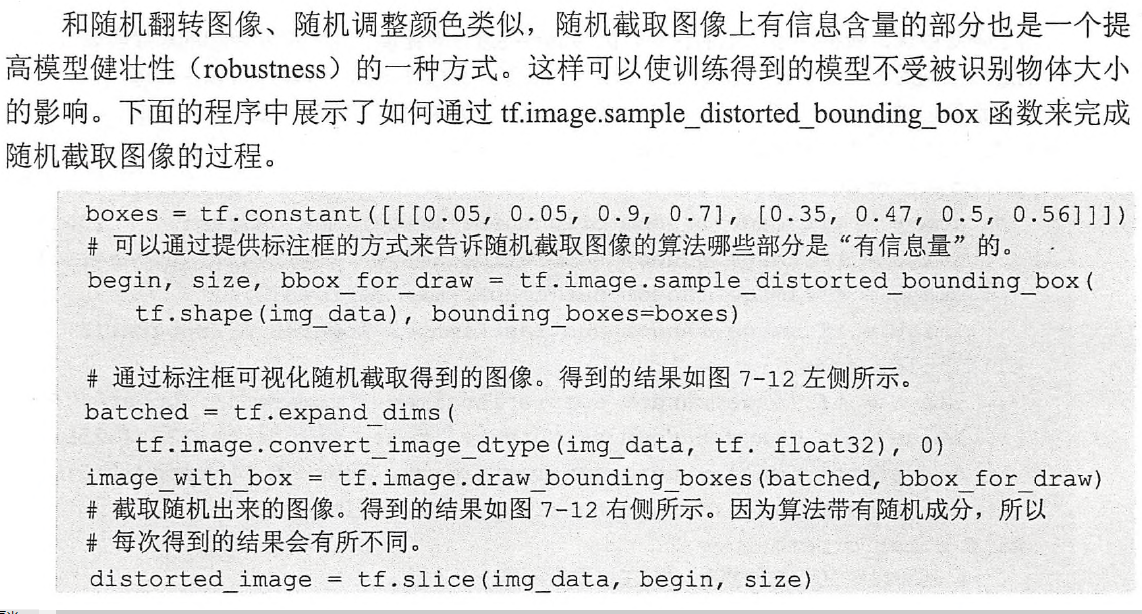 和随机翻转图像、随机调整颜色类似，随机截取图像上有信息含量的部分也是一个提
高模型健壮性（robustness）的一种方式。这样可以使训练得到的模型不受被识别物体大小
的影响。下面的程序中展示了如何通过 tf.image.sample_distorted_bounding_box 函数来完成
随机截取图像的过程。
boxes = tf.constant([[[0.05, 0.05, 0.9, 0.7], [0.35, 0.47, 0.5, 0.56]]])
# 可以通过提供标注框的方式来告诉随机截取图像的算法哪些部分是“有信息量”的。
begin, size, bbox_for_draw = tf.image.sample_distorted_bounding_box(
    tf.shape(img_data), bounding_boxes=boxes)
# 通过标注框可视化随机截取得到的图像。得到的结果如图 7-12 左侧所示。
batched = tf.expand_dims(
    tf.image.convert_image_dtype(img_data, tf. float32), 0)
image_with_box = tf.image.draw_bounding_boxes(batched, bbox_for_draw)
# 截取随机出来的图像。得到的结果如图 7-12 右侧所示。因为算法带有随机成分，所以
# 每次得到的结果会有所不同。
distorted_image = tf.slice(img_data, begin, size)